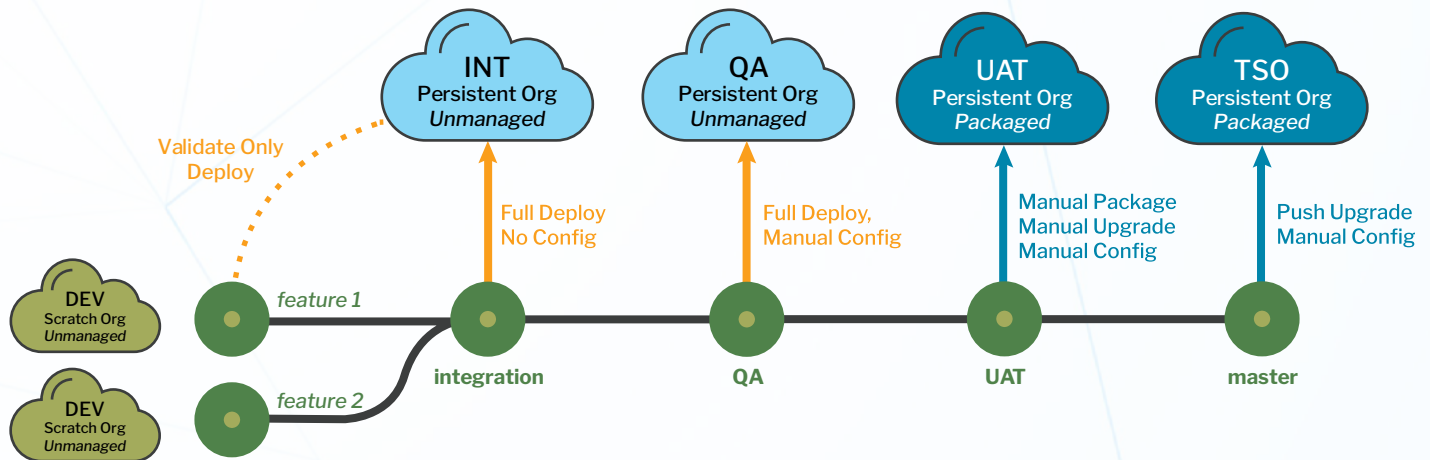 INT
Persistent Org
Unmanaged
QA
Persistent Org
Unmanaged
UAT
Persistent Org
Packaged
TSO
Persistent Org
Packaged
Validate Only
Deploy
Full Deploy
No Config
Full Deploy,
Manual Config
Manual Package
Manual Upgrade
Manual Config
Push Upgrade
Manual Config
DEV
Scratch Org
Unmanaged
feature 1
integration
QA
UAT
master
DEV
Scratch Org
Unmanaged
feature 2